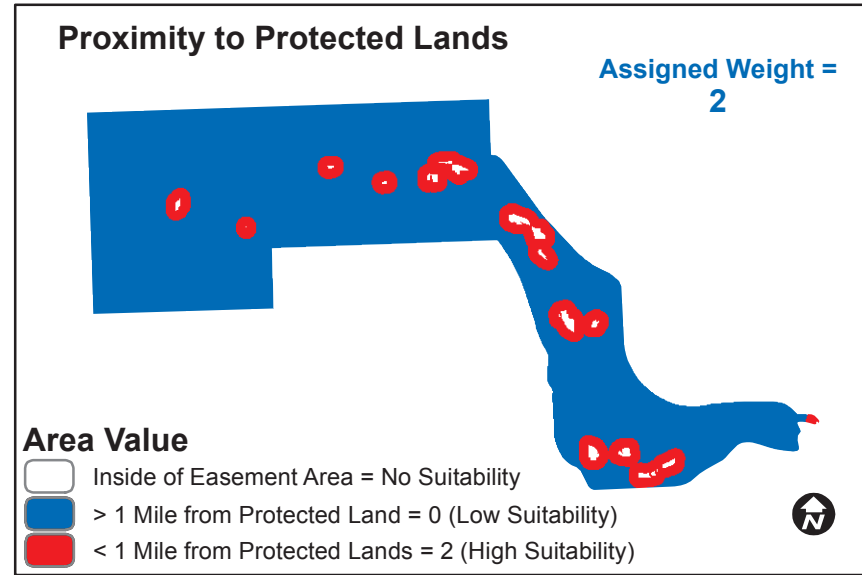 Proximity to Protected Lands
Assigned Weight =
2
Area Value
Inside of Easement Area = No Suitability
> 1 Mile from Protected Land = 0 (Low Suitability)
< 1 Mile from Protected Lands = 2 (High Suitability)
N